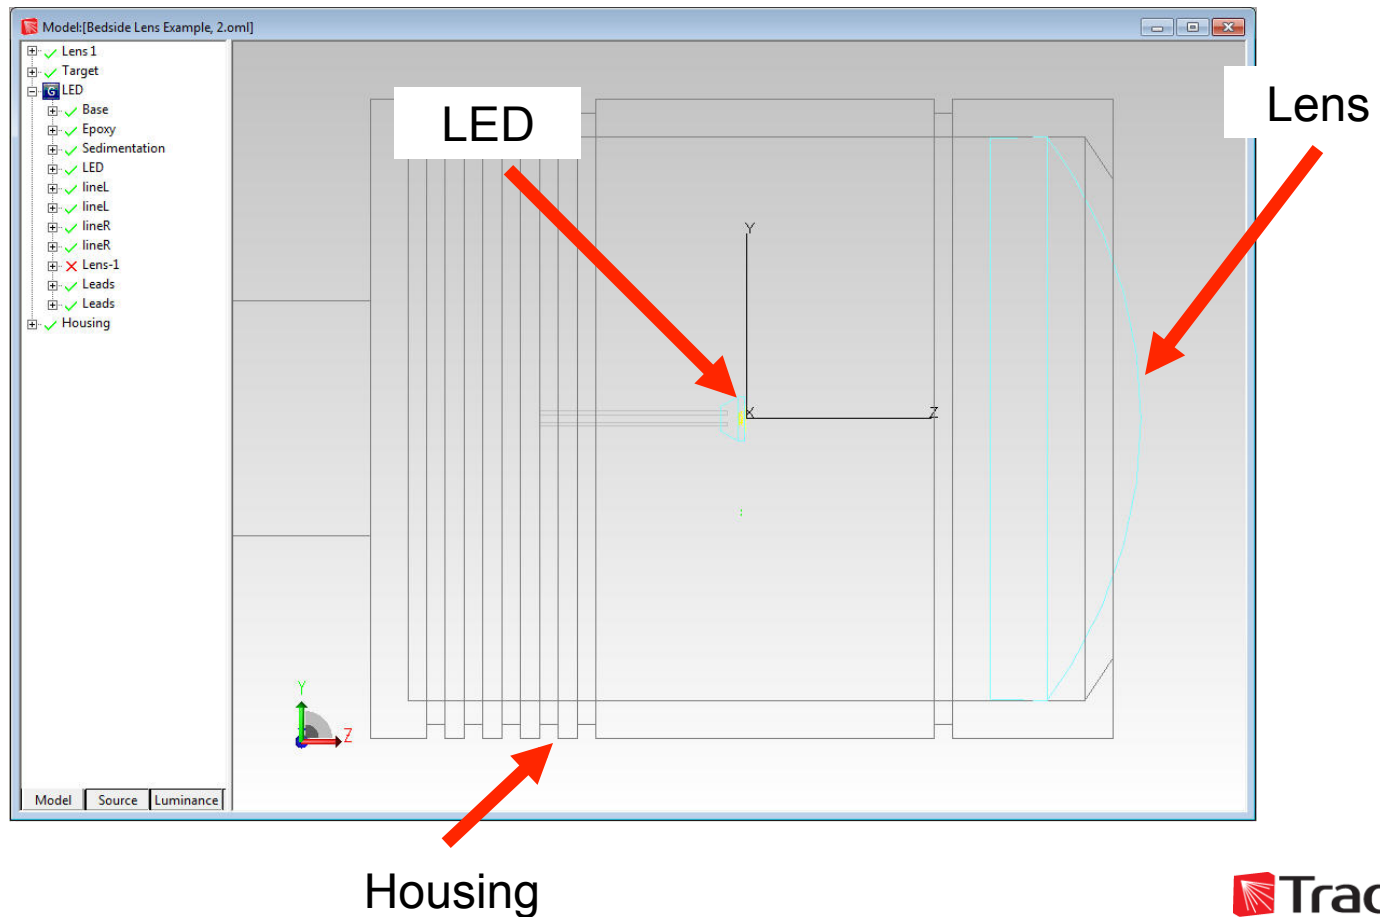 Model:[Bedside Lens Example, 2.oml]
Lens 1
Target
G LED
Base
Epoxy
Sedimentation
LED
lineL
lineL
lineR
lineR
Lens-1
Leads
Leads
Housing
LED
Lens
Y
X
Z
Y
Z
Model Source Luminance
Housing
Trac